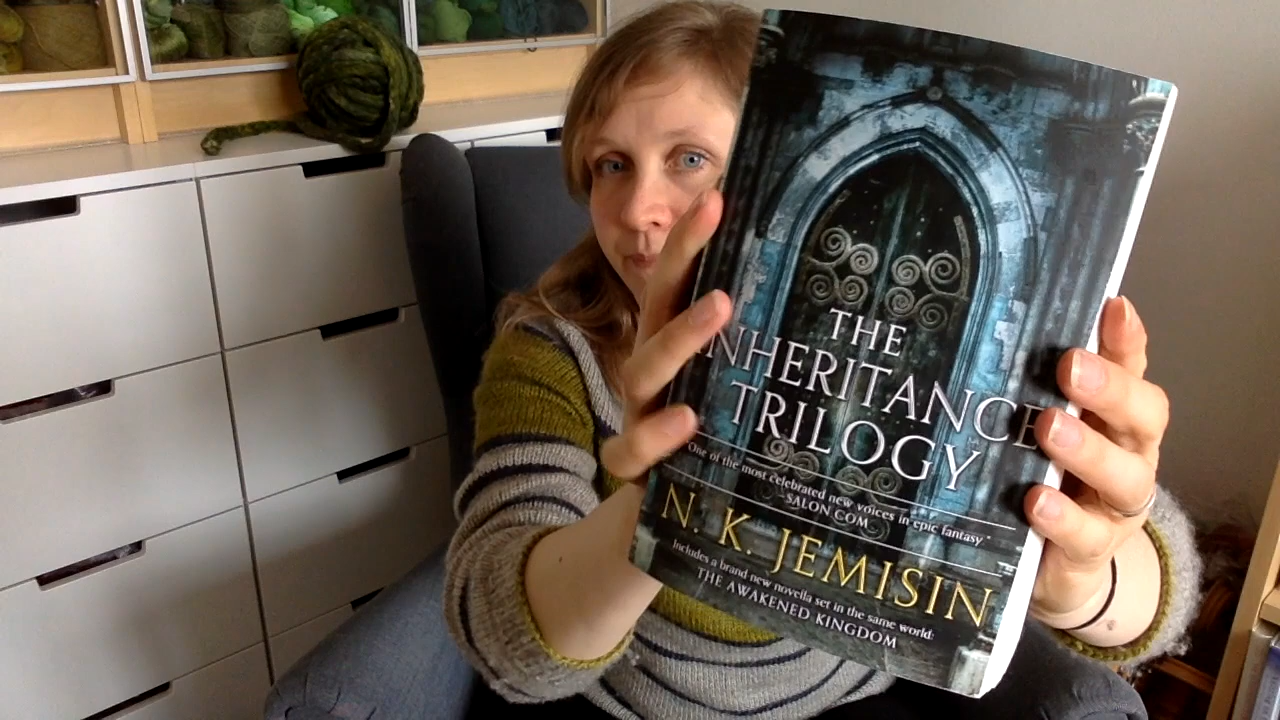 THE
INHERITANCE
TRILOGY
"One of the most celebrated new voices in epic fantasy."
—SALON.COM
N. K. JEMISIN
Includes a brand new novella set in the same world:
THE AWAKENED KINGDOM